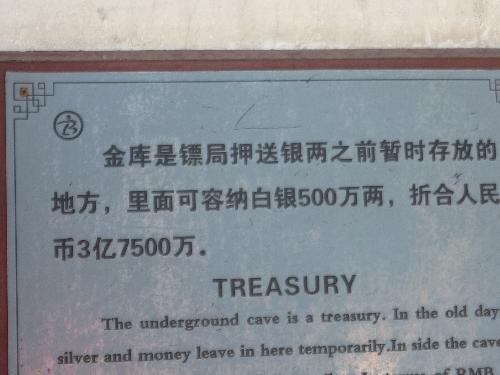 金库是镖局押送银两之前暂时存放的
地方，里面可容纳白银500万两，折合人民
币3亿7500万．
TREASURY
The underground cave is a treasury. In the old day
silver and money leave in here temporarily.In side the cave
of RMB